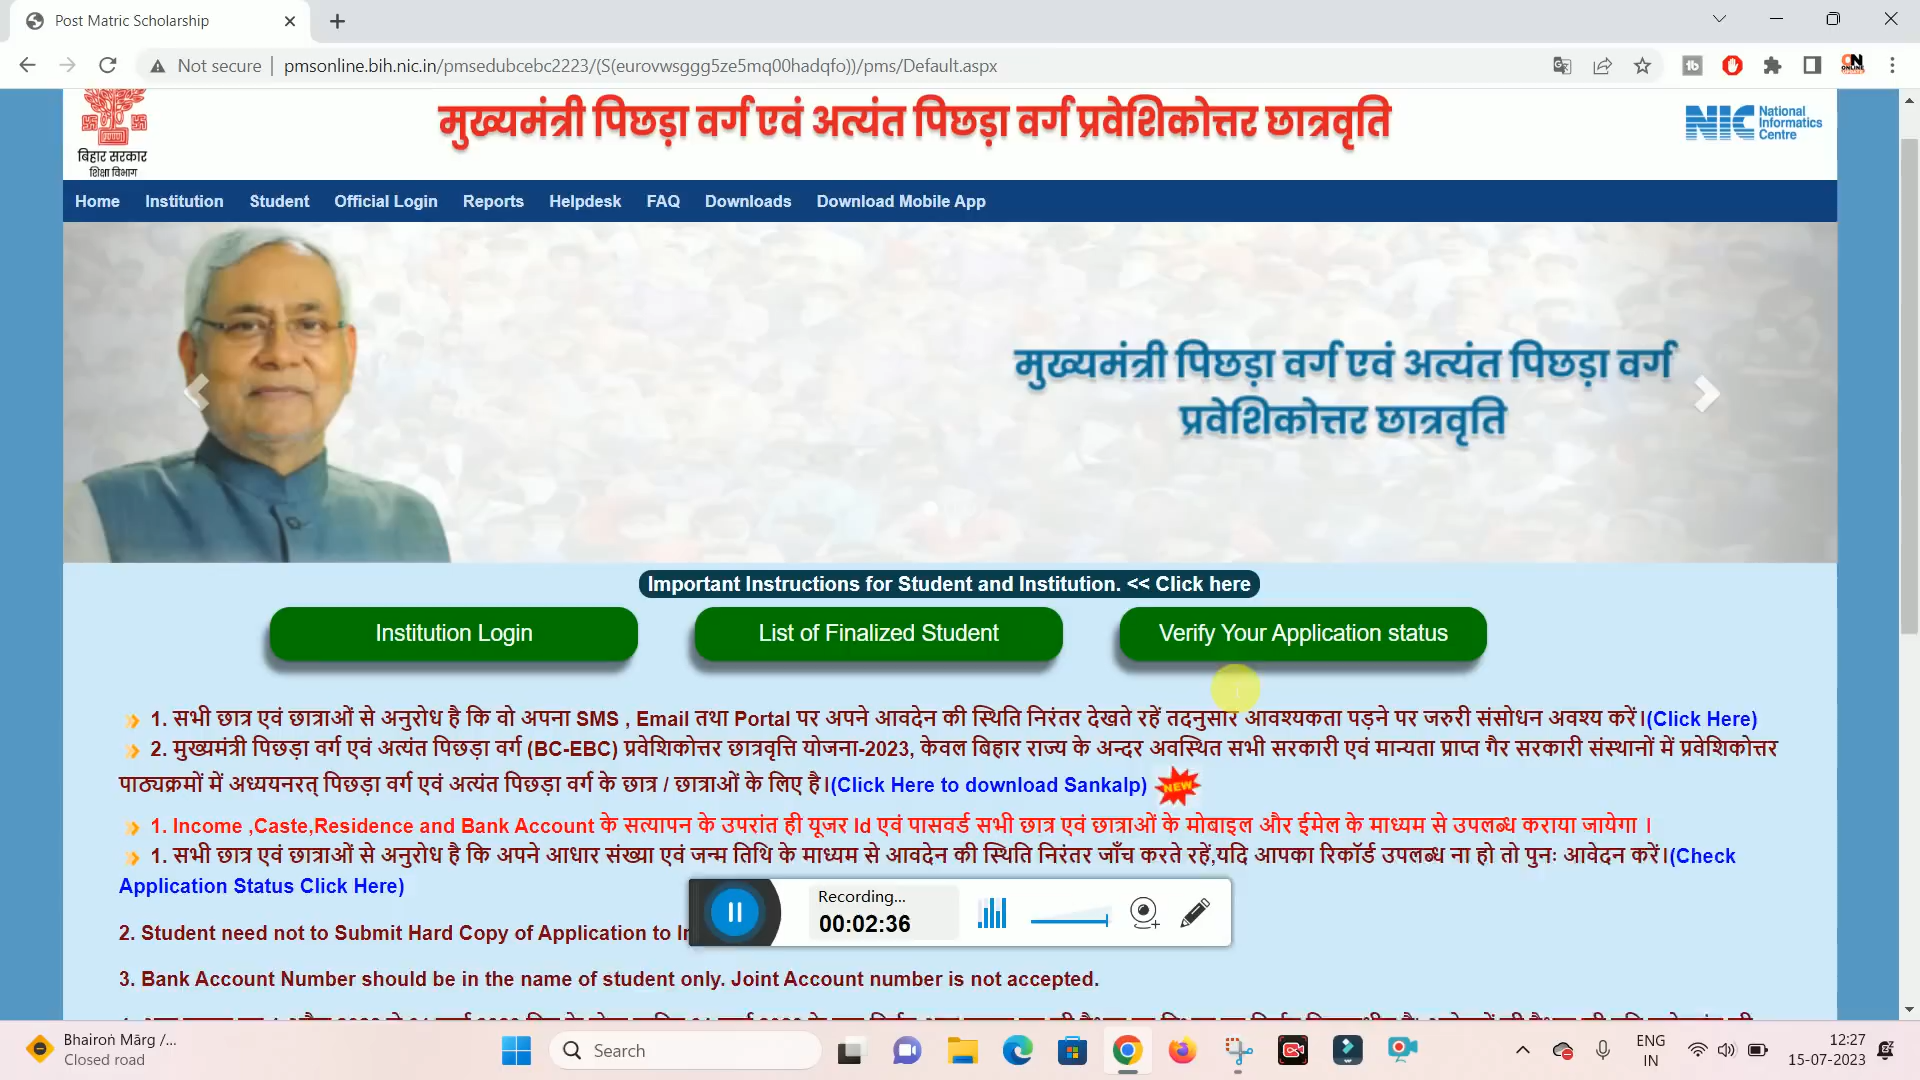 Post Matric Scholarship
Not secure
pmsonline.bih.nic.in/pmsedubcebc2223/(S(eurovwsggg5ze5mq00hadqfo))/pms/Default.aspx
बिहार सरकार
शिक्षा विभाग
मुख्यमंत्री पिछड़ा वर्ग एवं अत्यंत पिछड़ा वर्ग प्रवेशिकोत्तर छात्रवृति
NIC National
Informatics
Centre
Home Institution Student Official Login Reports Helpdesk FAQ Downloads Download Mobile App
मुख्यमंत्री पिछड़ा वर्ग एवं अत्यंत पिछड़ा वर्ग
प्रवेशिकोत्तर छात्रवृति
Important Instructions for Student and Institution. << Click here
Institution Login
List of Finalized Student
Verify Your Application status
1. सभी छात्र एवं छात्राओं से अनुरोध है कि वो अपना SMS , Email तथा Portal पर अपने आवदेन की स्थिति निरंतर देखते रहें तदनुसार आवश्यकता पड़ने पर जरुरी संसोधन अवश्य करें।(Click Here)
2. मुख्यमंत्री पिछड़ा वर्ग एवं अत्यंत पिछड़ा वर्ग (BC-EBC) प्रवेशिकोत्तर छात्रवृत्ति योजना-2023, केवल बिहार राज्य के अन्दर अवस्थित सभी सरकारी एवं मान्यता प्राप्त गैर सरकारी संस्थानों में प्रवेशिकोत्तर
पाठ्यक्रमों में अध्ययनरत् पिछड़ा वर्ग एवं अत्यंत पिछड़ा वर्ग के छात्र / छात्राओं के लिए है।(Click Here to download Sankalp) NEW
1. Income ,Caste,Residence and Bank Account के सत्यापन के उपरांत ही यूजर Id एवं पासवर्ड सभी छात्र एवं छात्राओं के मोबाइल और ईमेल के माध्यम से उपलब्ध कराया जायेगा ।
1. सभी छात्र एवं छात्राओं से अनुरोध है कि अपने आधार संख्या एवं जन्म तिथि के माध्यम से आवदेन की स्थिति निरंतर जाँच करते रहें,यदि आपका रिकॉर्ड उपलब्ध ना हो तो पुनः आवेदन करें।(Check
Application Status Click Here)
2. Student need not to Submit Hard Copy of Application to
3. Bank Account Number should be in the name of student only. Joint Account number is not accepted.
Recording...
00:02:36
Bhairoṅ Mārg /...
Closed road
Search
ENG
IN
12:27
15-07-2023